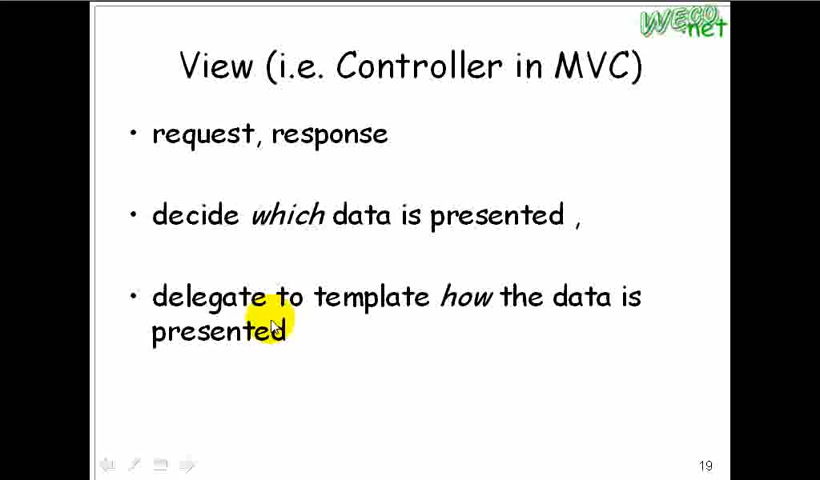 WECO.net
View (i.e. Controller in MVC)
• request, response
• decide which data is presented ,
• delegate to template how the data is
presented
19